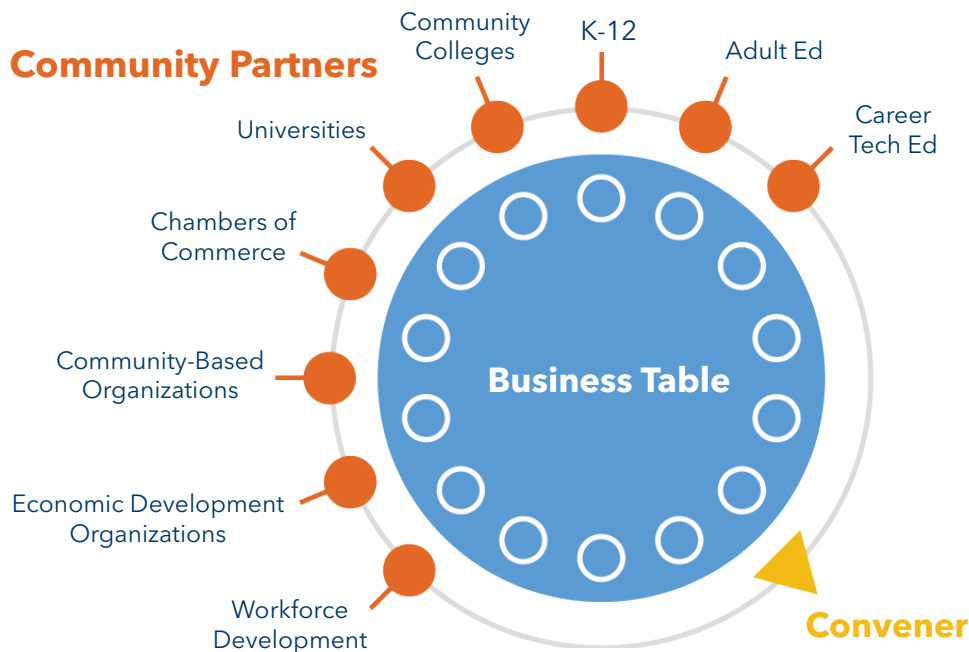 Community Partners
Community
Colleges
K-12
Adult Ed
Career
Tech Ed
Universities
Chambers of
Commerce
Community-Based
Organizations
Economic Development
Organizations
Workforce
Development
Business Table
Convener